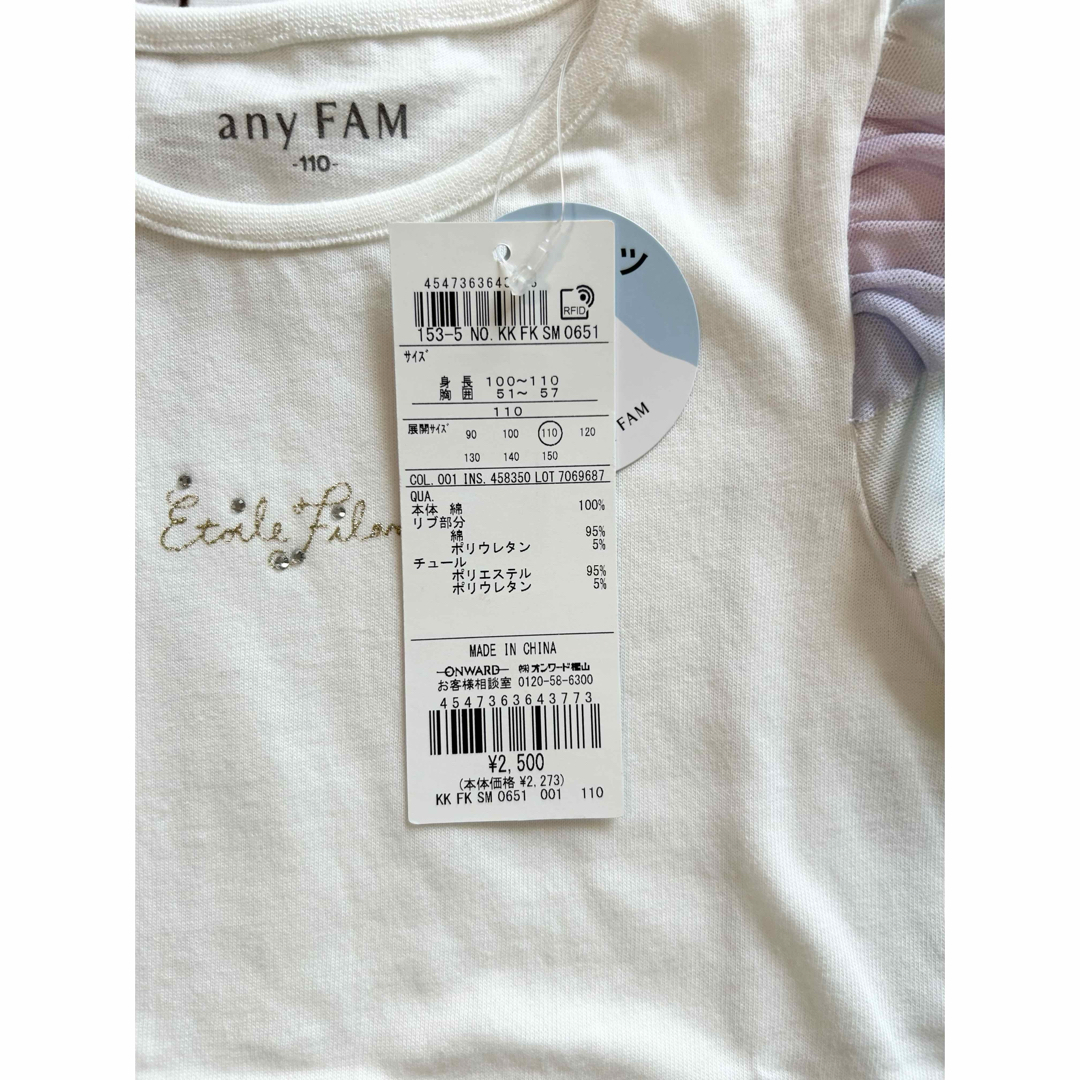 any FAM
-110-
ツ
FAM
RFID
153-5 NO. KK FK SM 0651
サイズ
身 長 100～110
胸 囲 51～ 57
110
展開サイズ 90 100 110 120
130 140 150
COL. 001 INS. 458350 LOT 7069687
QUA.
本体 綿 100%
リブ部分
綿 95%
ポリウレタン 5%
チュール
ポリエステル 95%
ポリウレタン 5%
MADE IN CHINA
ONWARD ㈱オンワード樫山
お客様相談室 0120-58-6300
4547363643773
¥2,500
(本体価格 ¥2,273)
KK FK SM 0651 001 110
Etoile Filan